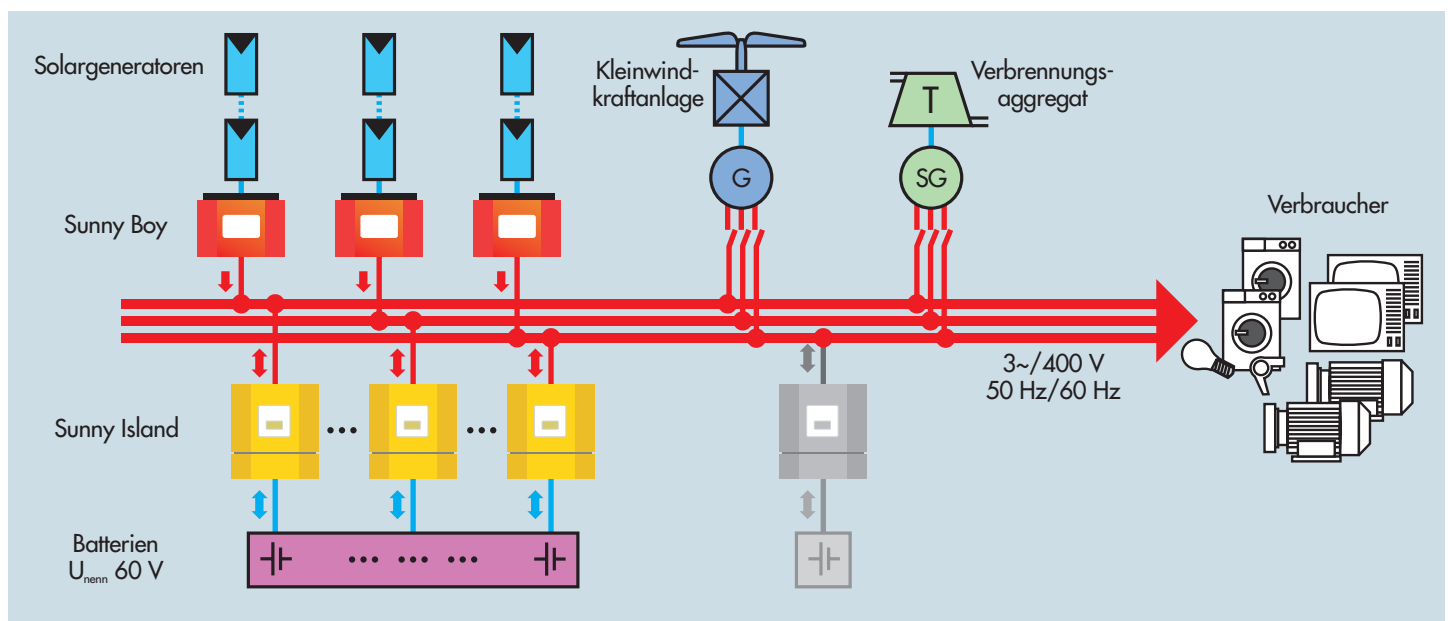 Solargeneratoren
Kleinwind-
kraftanlage
Verbrennungs-
aggregat
T
G
SG
Sunny Boy
Verbraucher
3~/400 V
50 Hz/60 Hz
Sunny Island
Batterien
Unenn 60 V